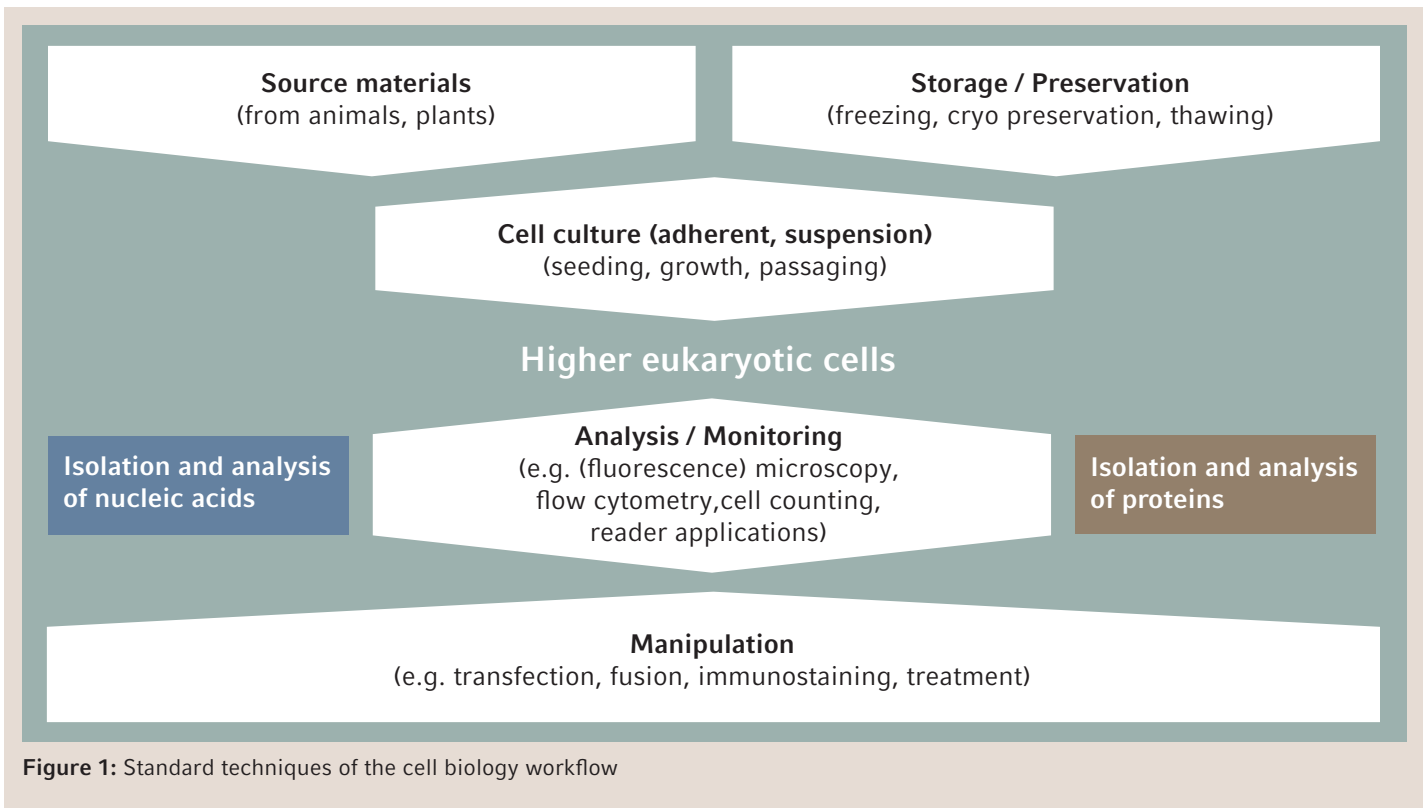 Source materials
(from animals, plants)
Storage / Preservation
(freezing, cryo preservation, thawing)
Cell culture (adherent, suspension)
(seeding, growth, passaging)
Higher eukaryotic cells
Isolation and analysis
of nucleic acids
Analysis / Monitoring
(e.g. (fluorescence) microscopy,
flow cytometry,cell counting,
reader applications)
Isolation and analysis
of proteins
Manipulation
(e.g. transfection, fusion, immunostaining, treatment)
Figure 1: Standard techniques of the cell biology workflow